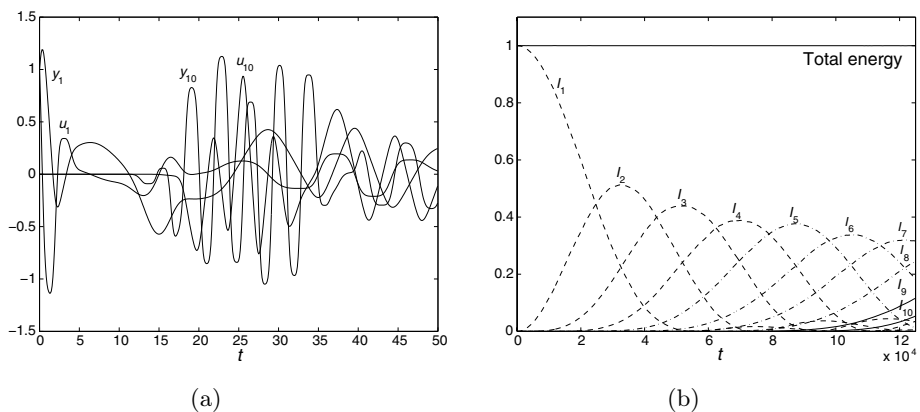 1.5
1
0.5
0
−0.5
−1
−1.5
y1
u1
y10
u10
0 5 10 15 20 25 30 35 40 45 50
t
(a)
1
0.8
0.6
0.4
0.2
0
Total energy
I1
I2
I3
I4
I5
I6
I7
I8
I9
I10
0 2 4 6 8 10 12
x 10^4
t
(b)